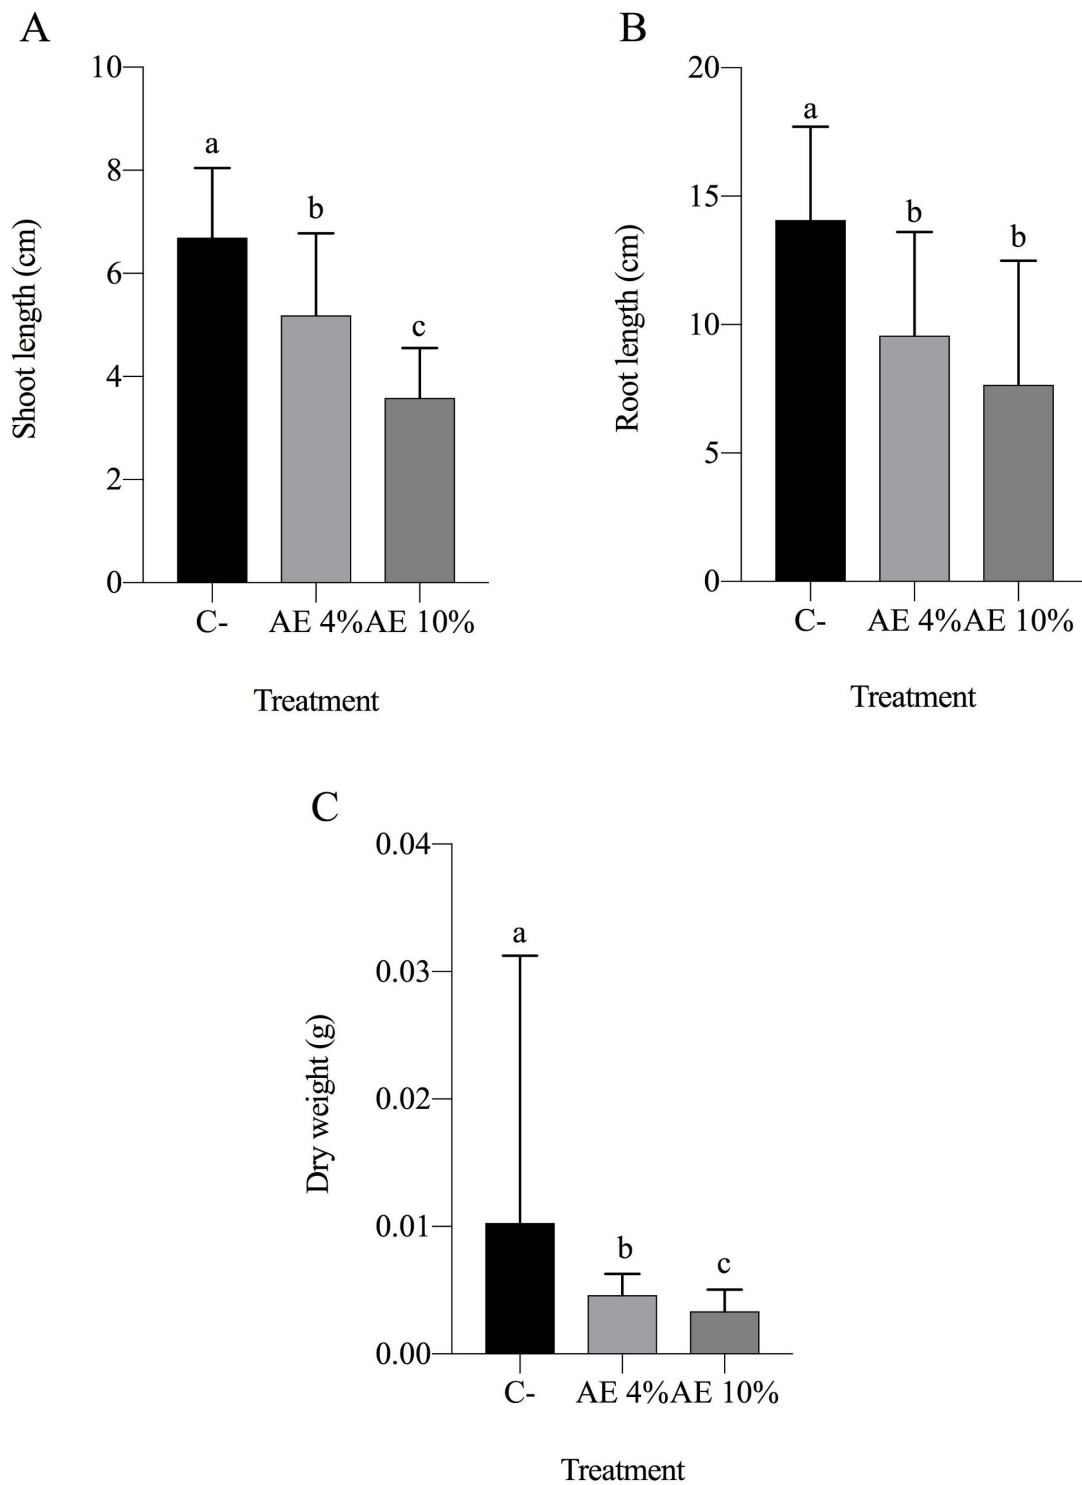 A
Shoot length (cm)
10
8
6
4
2
0
a
b
c
C-
AE 4%
AE 10%
Treatment
B
Root length (cm)
20
15
10
5
0
a
b
b
C-
AE 4%
AE 10%
Treatment
C
Dry weight (g)
0.04
0.03
0.02
0.01
0.00
a
b
c
C-
AE 4%
AE 10%
Treatment